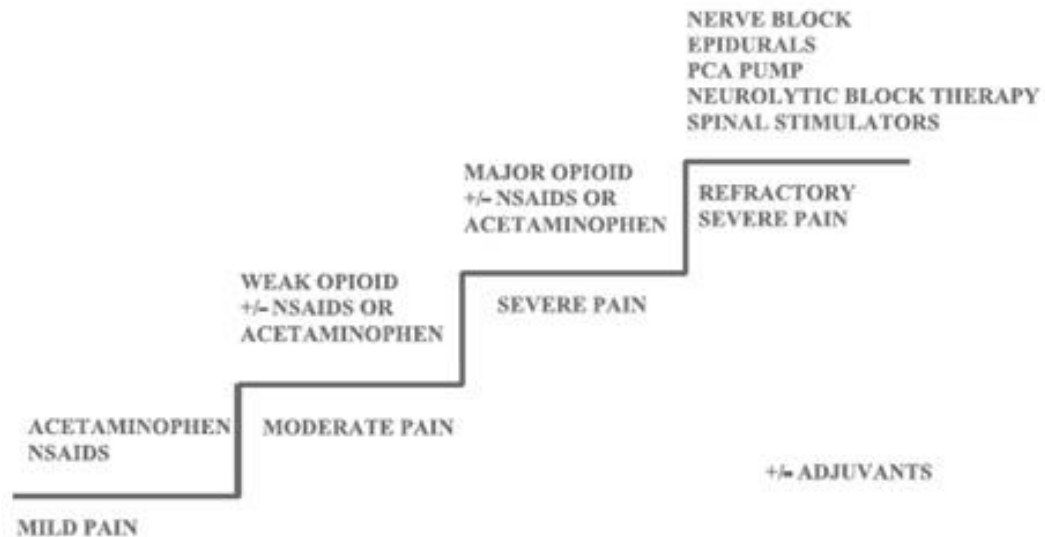 NERVE BLOCK
EPIDURALS
PCA PUMP
NEUROLYTIC BLOCK THERAPY
SPINAL STIMULATORS
MAJOR OPIOID
+/- NSAIDS OR
ACETAMINOPHEN
REFRACTORY
SEVERE PAIN
WEAK OPIOID
+/- NSAIDS OR
ACETAMINOPHEN
SEVERE PAIN
ACETAMINOPHEN
NSAIDS
MODERATE PAIN
+/- ADJUVANTS
MILD PAIN